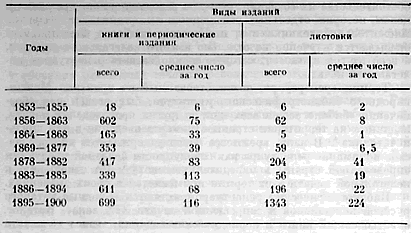 Виды изданий
Годы
книги и периодические издания
листовки
всего
среднее число за год
всего
среднее число за год
1853—1855 18 6 6 2
1856—1863 602 75 62 8
1864—1868 165 33 5 1
1869—1877 353 39 59 6,5
1878—1882 417 83 204 41
1883—1885 339 113 56 19
1886—1894 611 68 196 22
1895—1900 699 116 1343 224